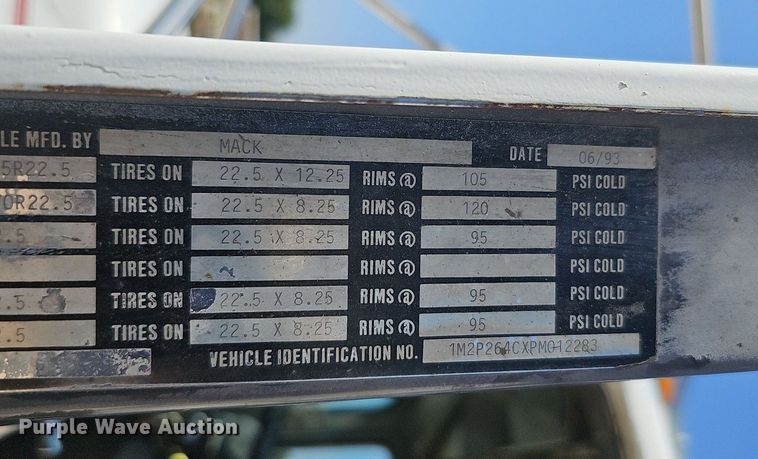 LE MFD. BY MACK DATE 06/93
5R22.5 TIRES ON 22.5 X 12.25 RIMS @ 105 PSI COLD
0R22.5 TIRES ON 22.5 X 8.25 RIMS @ 120 PSI COLD
.5 TIRES ON 22.5 X 8.25 RIMS @ 95 PSI COLD
TIRES ON RIMS @ PSI COLD
2.5 TIRES ON 22.5 X 8.25 RIMS @ 95 PSI COLD
.5 TIRES ON 22.5 X 8.25 RIMS @ 95 PSI COLD
VEHICLE IDENTIFICATION NO. 1M2P264CXPM012283
Purple Wave Auction